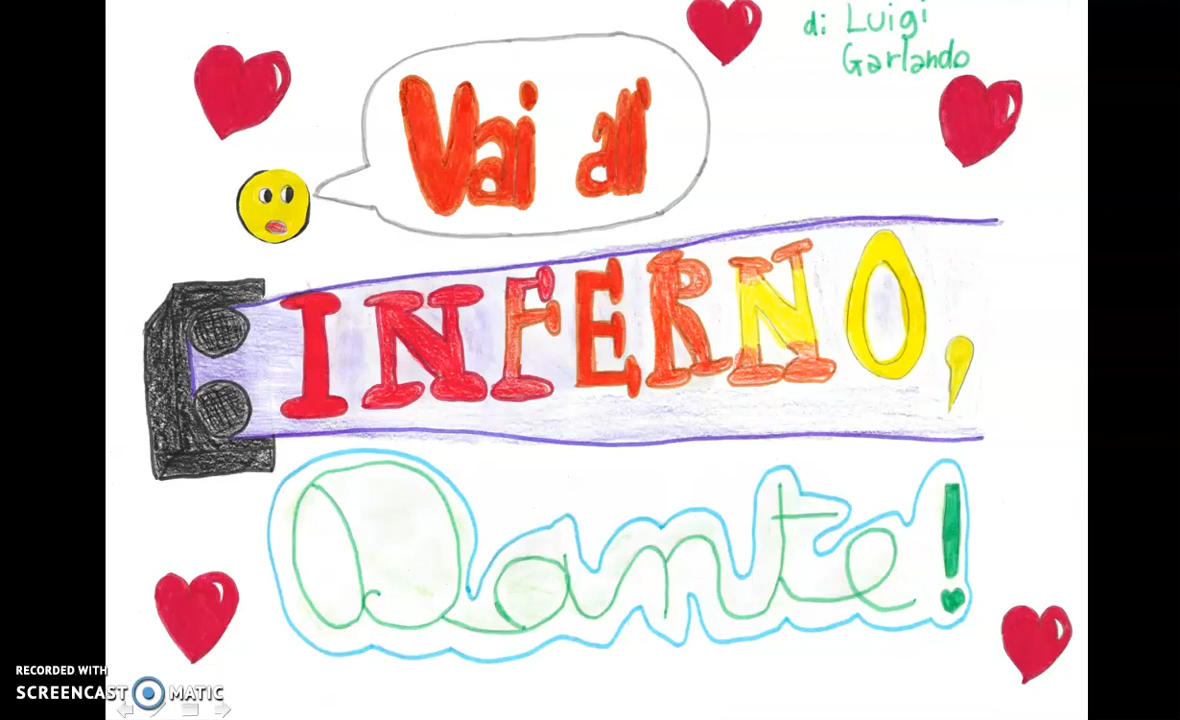 di Luigi
Garlando
Vai all'
INFERNO,
Dante!
RECORDED WITH
SCREENCAST MATIC